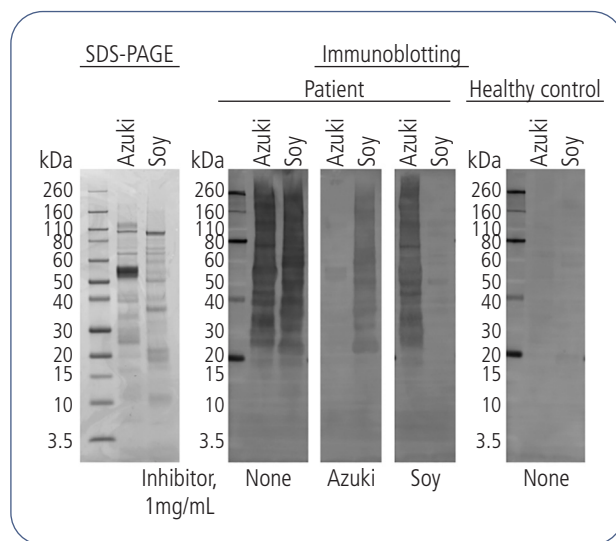 SDS-PAGE Immunoblotting
Patient Healthy control
kDa Azuki Soy Azuki Soy Azuki Soy Azuki Soy Azuki Soy
kDa kDa
260 260 260
160 160 160
110 110 110
80 80 80
60 60 60
50 50 50
40 40 40
30 30 30
20 20 20
15 15 15
10 10 10
3.5 3.5 3.5
Inhibitor, None Azuki Soy None
1mg/mL